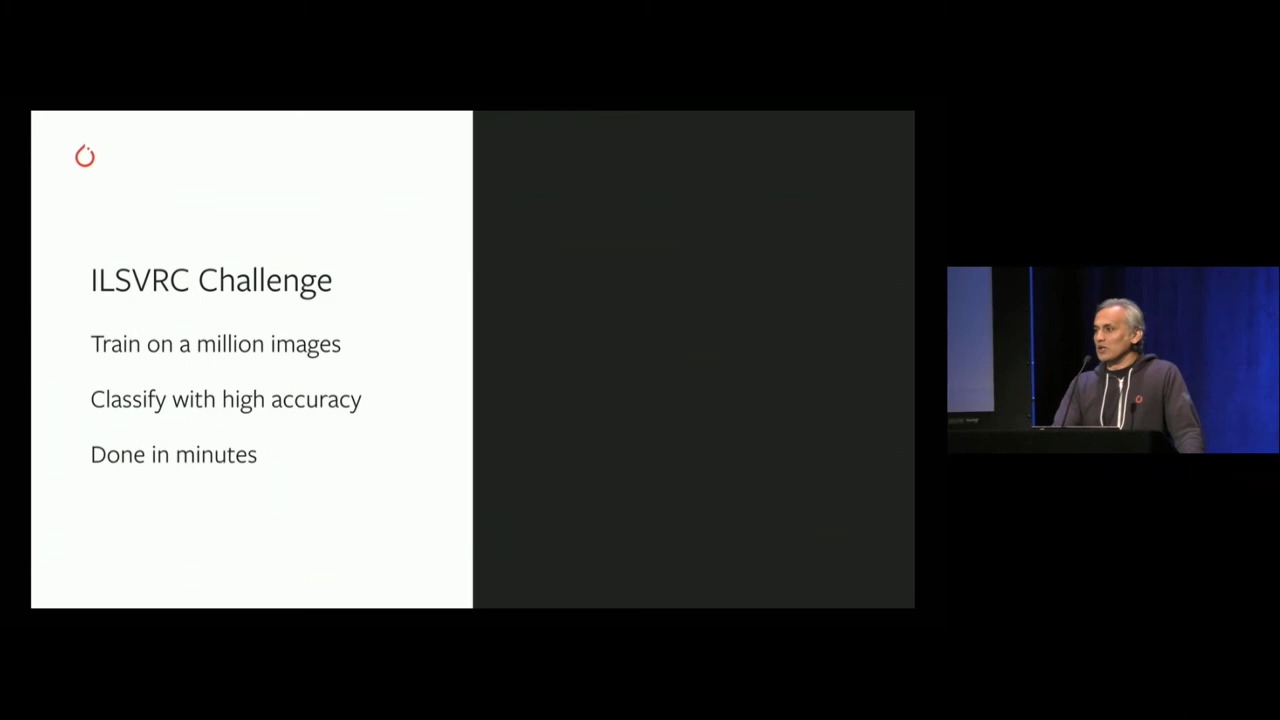 ILSVRC Challenge
Train on a million images
Classify with high accuracy
Done in minutes